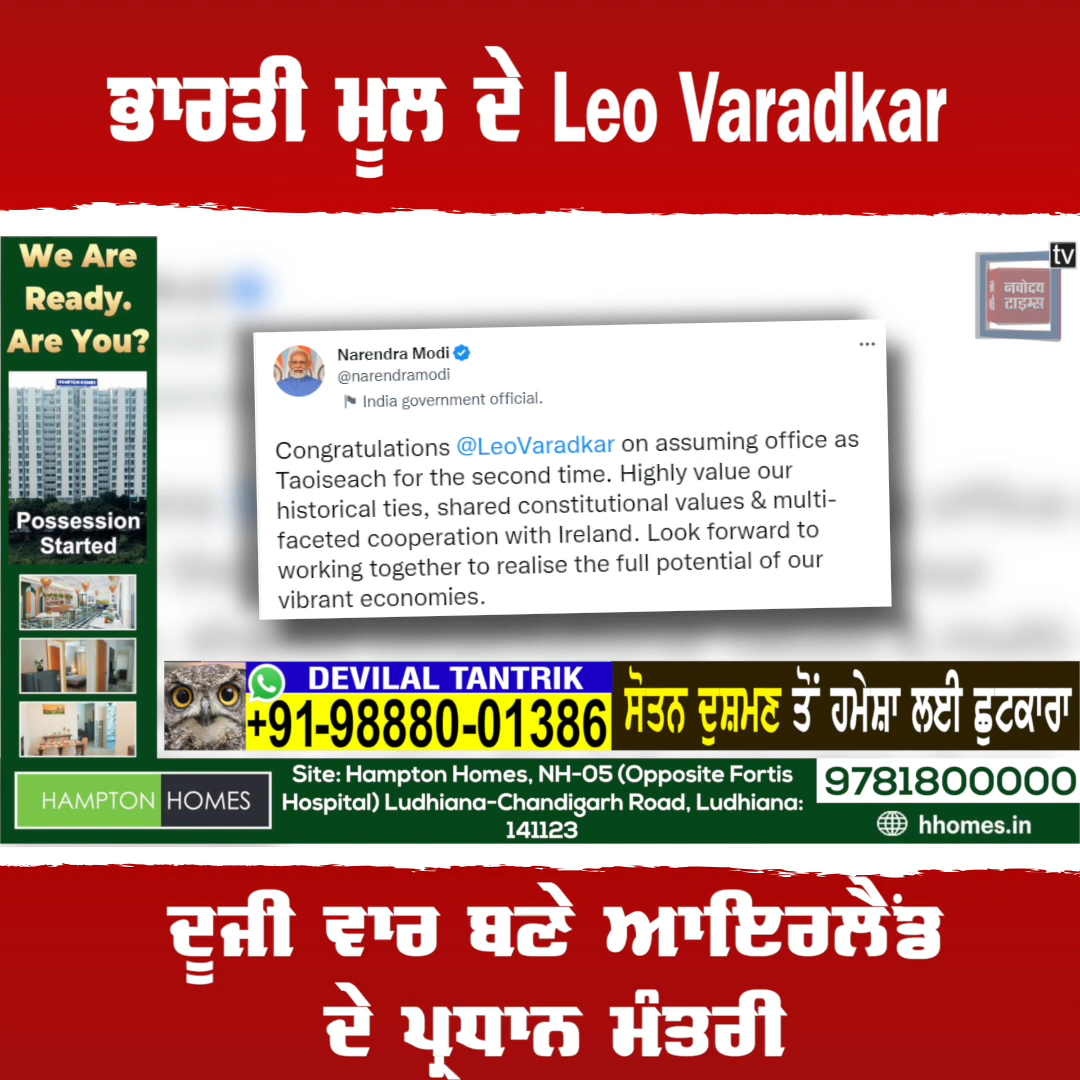 ਭਾਰਤੀ ਮੂਲ ਦੇ Leo Varadkar
We Are
Ready.
Are You?
HAMPTON HOMES
Possession
Started
tv
नवोदय
टाइम्स
Narendra Modi
@narendramodi
India government official.
Congratulations @LeoVaradkar on assuming office as
Taoiseach for the second time. Highly value our
historical ties, shared constitutional values & multi-
faceted cooperation with Ireland. Look forward to
working together to realise the full potential of our
vibrant economies.
DEVILAL TANTRIK
+91-98880-01386
ਸੌਤਨ ਦੁਸ਼ਮਣ ਤੋਂ ਹਮੇਸ਼ਾ ਲਈ ਛੁਟਕਾਰਾ
HAMPTON HOMES
Site: Hampton Homes, NH-05 (Opposite Fortis
Hospital) Ludhiana-Chandigarh Road, Ludhiana:
141123
9781800000
hhomes.in
ਦੂਜੀ ਵਾਰ ਬਣੇ ਆਇਰਲੈਂਡ
ਦੇ ਪ੍ਰਧਾਨ ਮੰਤਰੀ